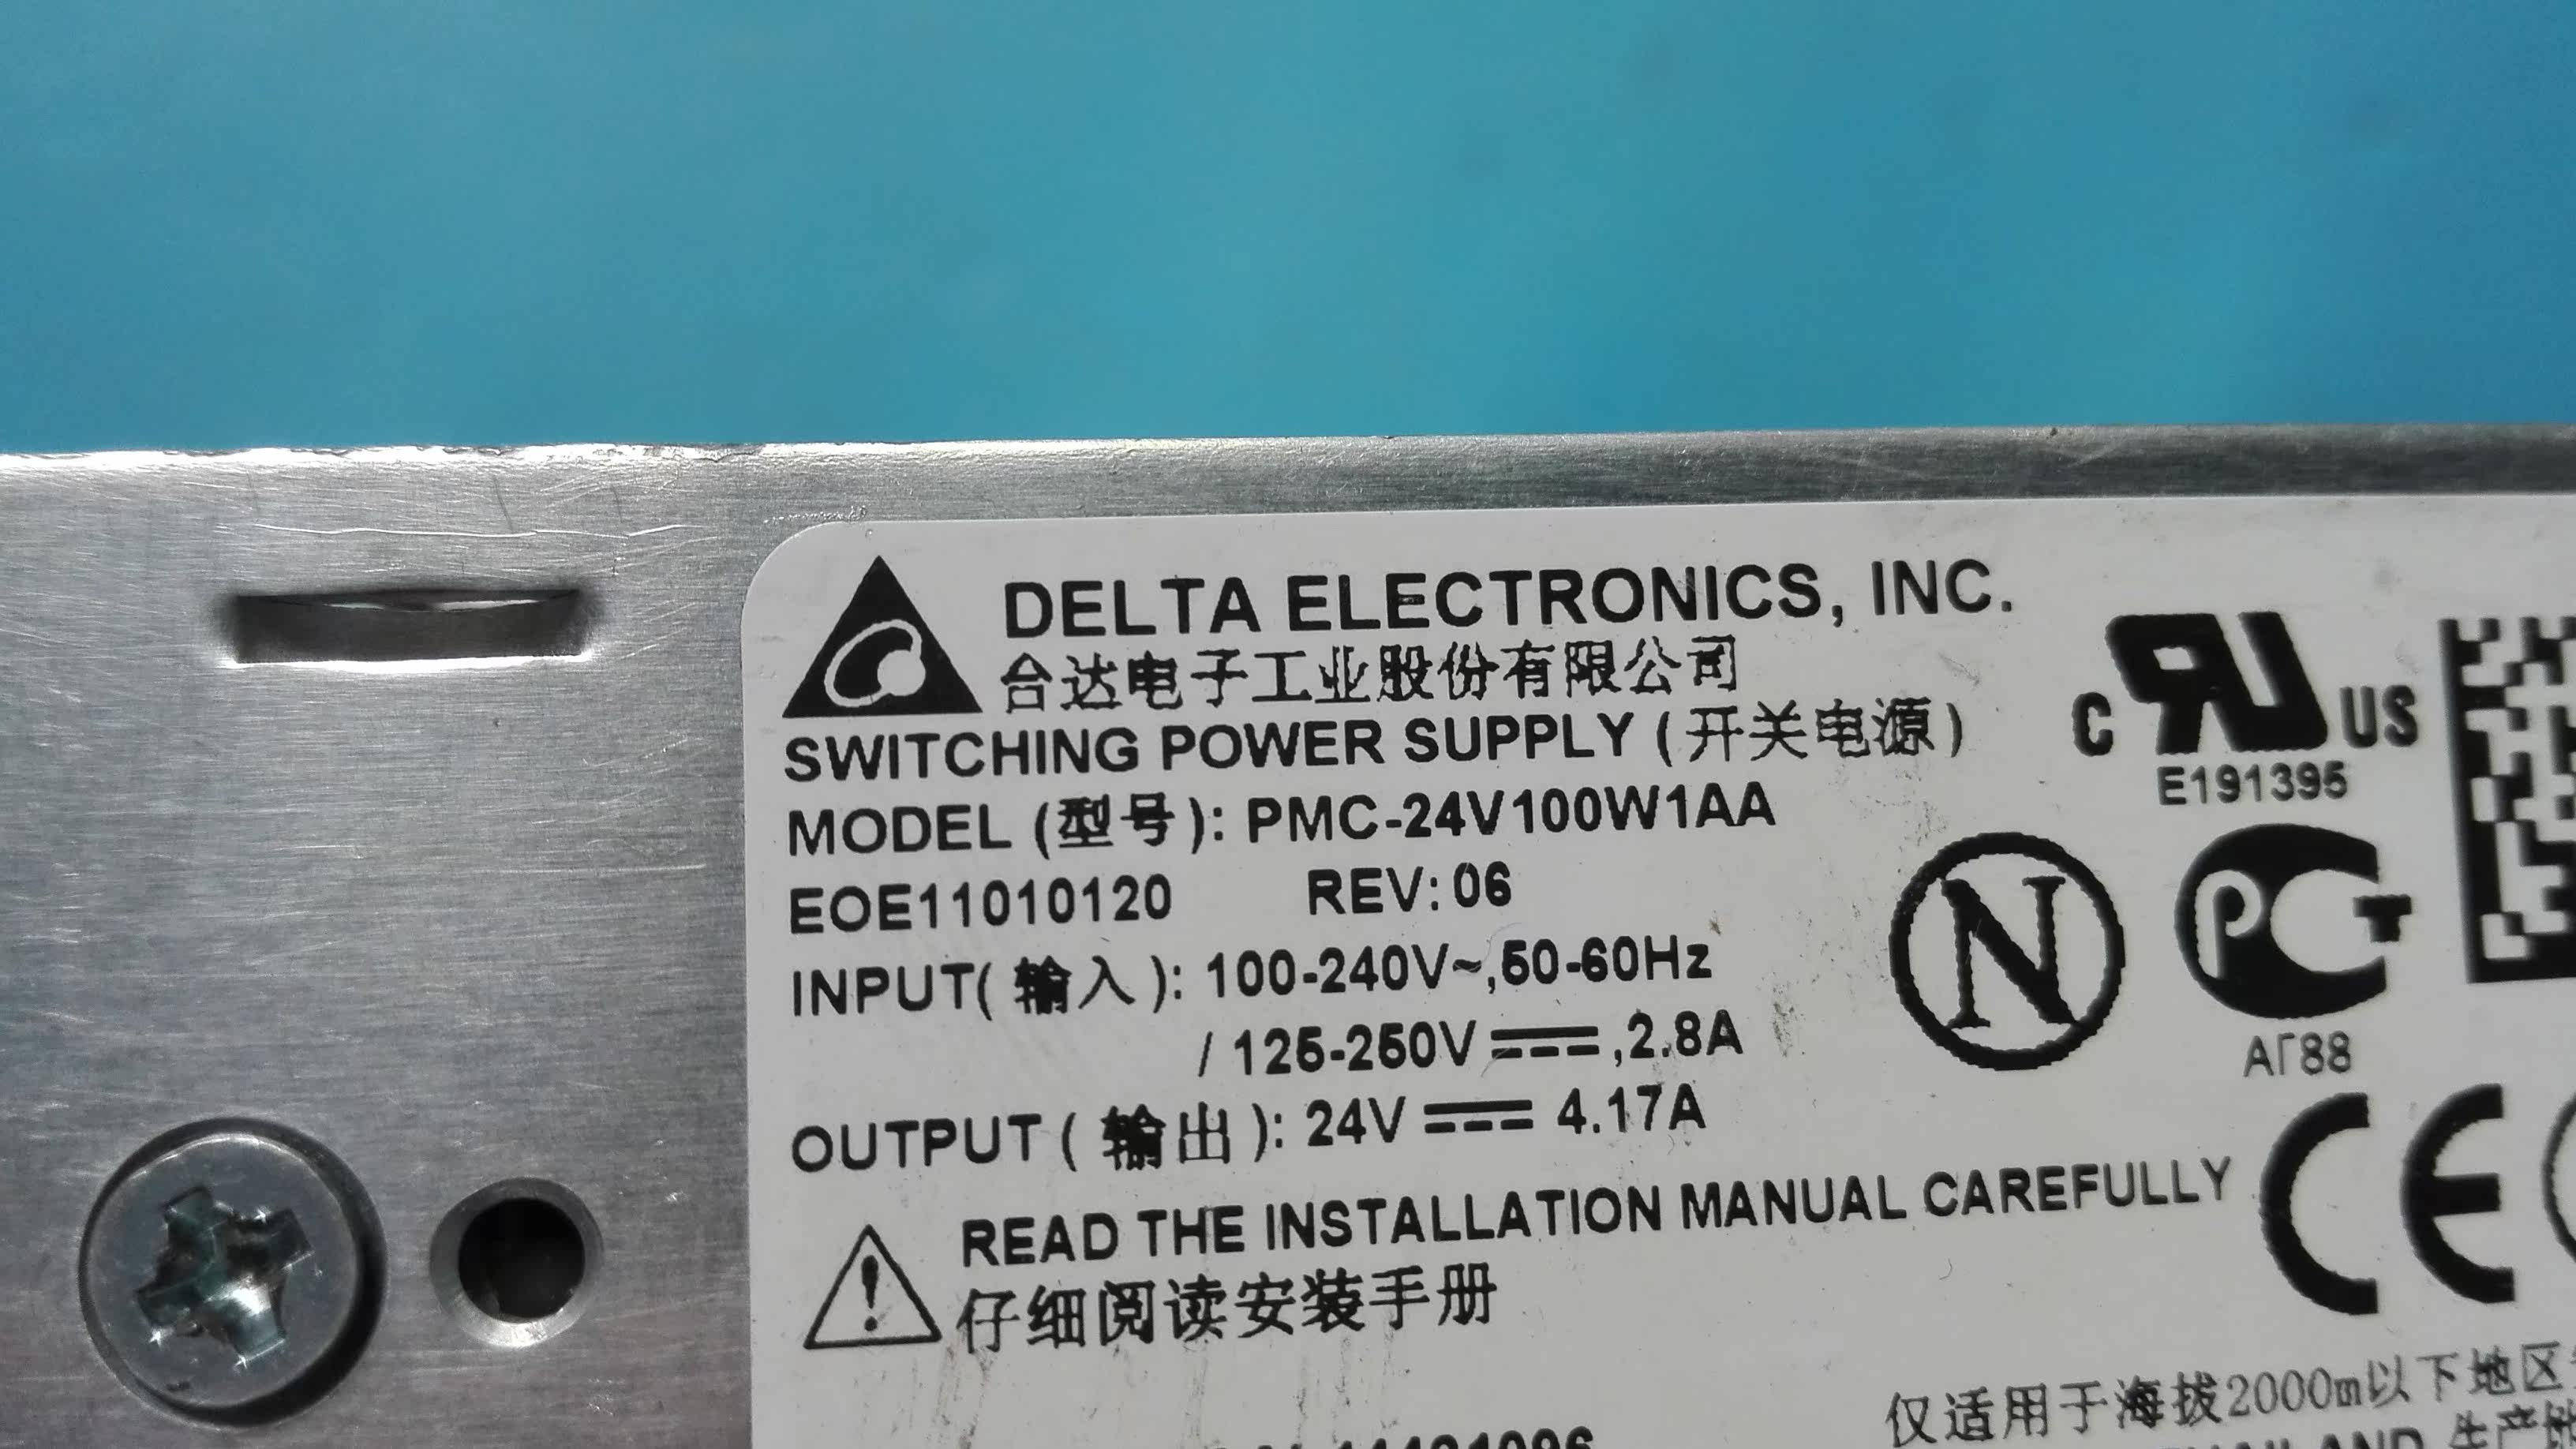 DELTA ELECTRONICS, INC.
台达电子工业股份有限公司
SWITCHING POWER SUPPLY (开关电源)
MODEL (型号): PMC-24V100W1AA
EOE11010120 REV: 06
INPUT( 输入 ): 100-240V~,50-60Hz
/ 125-250V⎓,2.8A
OUTPUT ( 输出 ): 24V⎓ 4.17A
READ THE INSTALLATION MANUAL CAREFULLY
仔细阅读安装手册
C RU US
E191395
N
PCT
АГ88
CE
仅适用于海拔2000m以下地区